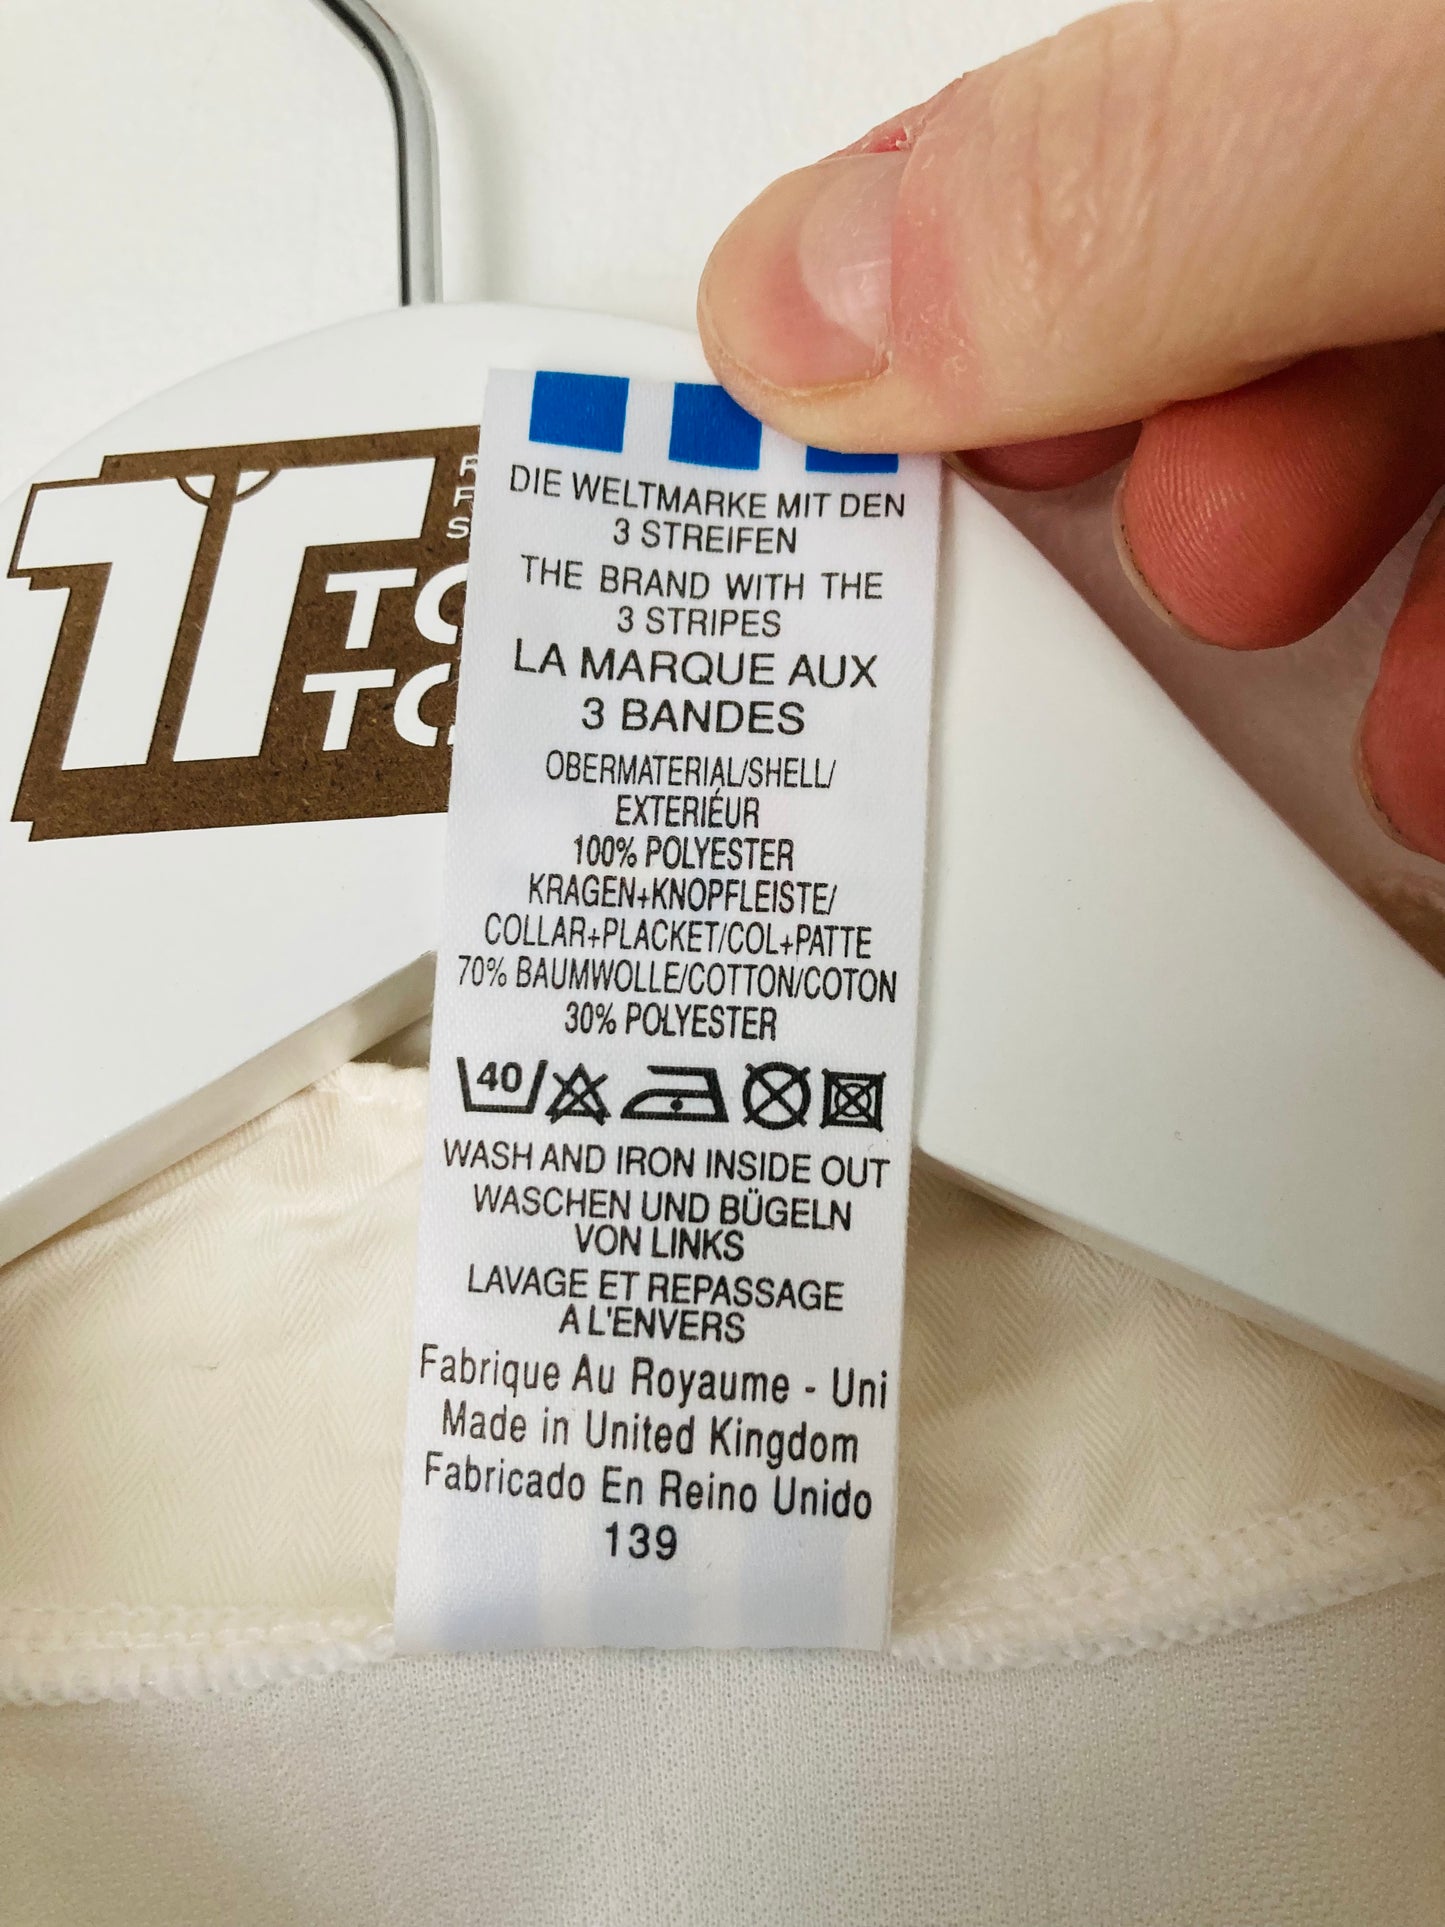 TT
DIE WELTMARKE MIT DEN
3 STREIFEN
THE BRAND WITH THE
3 STRIPES
LA MARQUE AUX
3 BANDES
OBERMATERIAL/SHELL/
EXTERIÉUR
100% POLYESTER
KRAGEN+KNOPFLEISTE/
COLLAR+PLACKET/COL+PATTE
70% BAUMWOLLE/COTTON/COTON
30% POLYESTER
40
WASH AND IRON INSIDE OUT
WASCHEN UND BÜGELN
VON LINKS
LAVAGE ET REPASSAGE
A L'ENVERS
Fabrique Au Royaume - Uni
Made in United Kingdom
Fabricado En Reino Unido
139